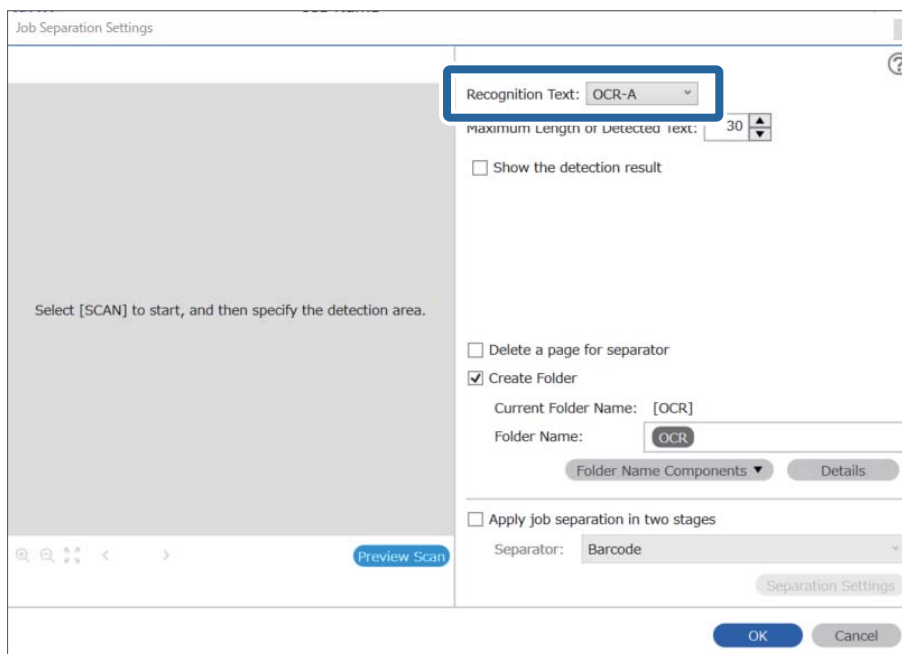 Job Separation Settings
Recognition Text: OCR-A
Maximum Length of Detected Text: 30
Show the detection result
Select [SCAN] to start, and then specify the detection area.
Delete a page for separator
Create Folder
Current Folder Name: [OCR]
Folder Name: OCR
Folder Name Components ▼ Details
Apply job separation in two stages
Preview Scan
Separator: Barcode
Separation Settings
OK Cancel